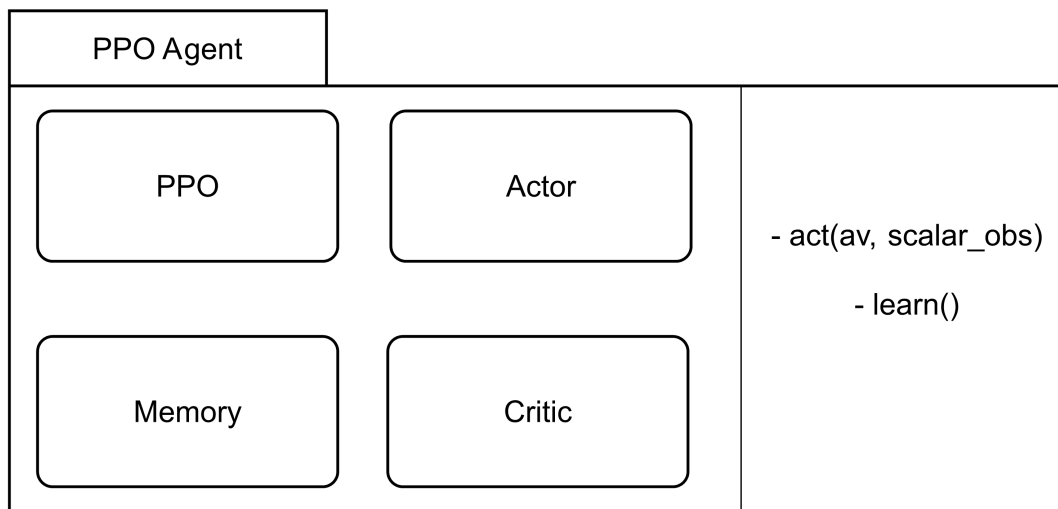 PPO Agent
PPO
Actor
- act(av, scalar_obs)
- learn()
Memory
Critic